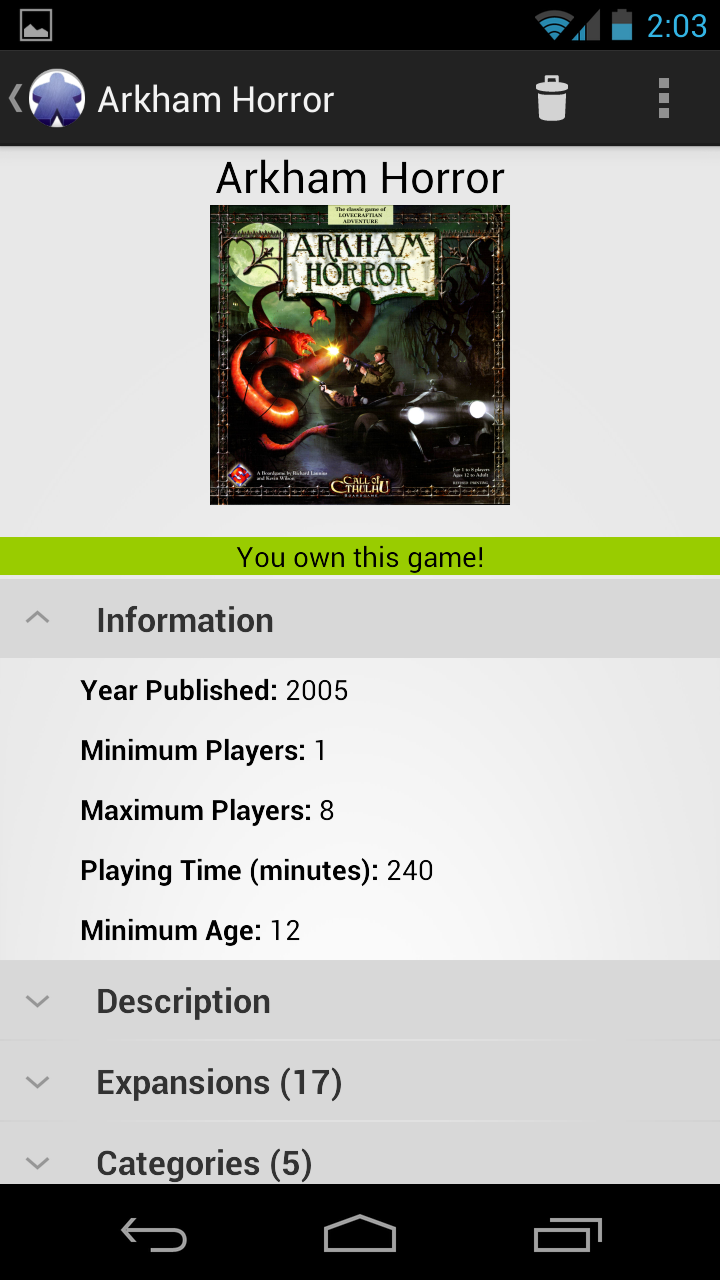 2:03
Arkham Horror
Arkham Horror
The classic game of
LOVECRAFTIAN
ADVENTURE
ARKHAM
HORROR
A Boardgame by Richard Launius
and Kevin Wilson
CALL OF
CTHULHU
BOARDGAME
For 1 to 8 players
Ages 12 to Adult
REVISED PRINTING
You own this game!
Information
Year Published: 2005
Minimum Players: 1
Maximum Players: 8
Playing Time (minutes): 240
Minimum Age: 12
Description
Expansions (17)
Categories (5)